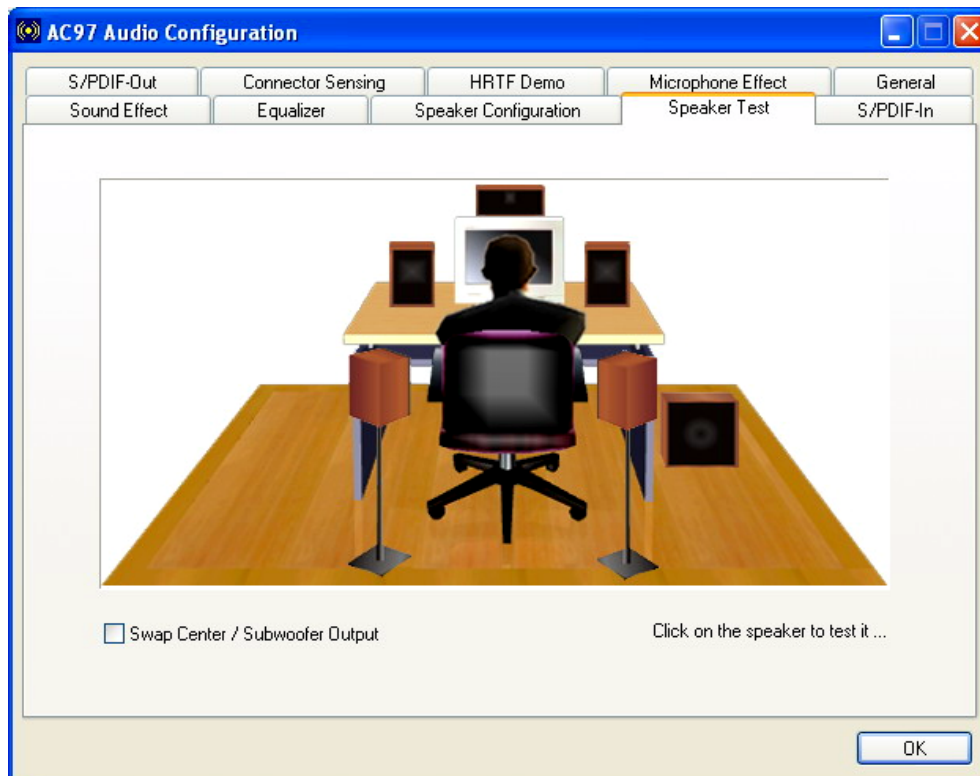 AC97 Audio Configuration
S/PDIF-Out Connector Sensing HRTF Demo Microphone Effect General
Sound Effect Equalizer Speaker Configuration Speaker Test S/PDIF-In
Swap Center / Subwoofer Output
Click on the speaker to test it ...
OK